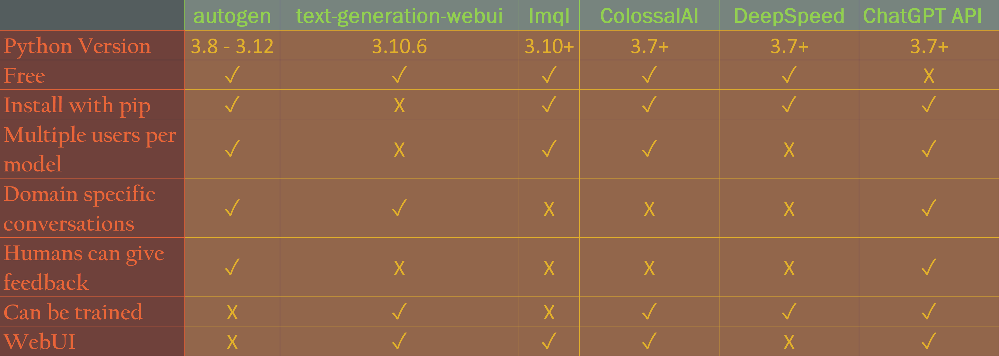 autogen text-generation-webui lmql ColossalAI DeepSpeed ChatGPT API
Python Version 3.8 - 3.12 3.10.6 3.10+ 3.7+ 3.7+ 3.7+
Free ✓ ✓ ✓ ✓ ✓ X
Install with pip ✓ X ✓ ✓ ✓ ✓
Multiple users per
model ✓ X ✓ ✓ X ✓
Domain specific
conversations ✓ ✓ X X X ✓
Humans can give
feedback ✓ X X X X ✓
Can be trained X ✓ X ✓ ✓ ✓
WebUI X ✓ ✓ ✓ X ✓